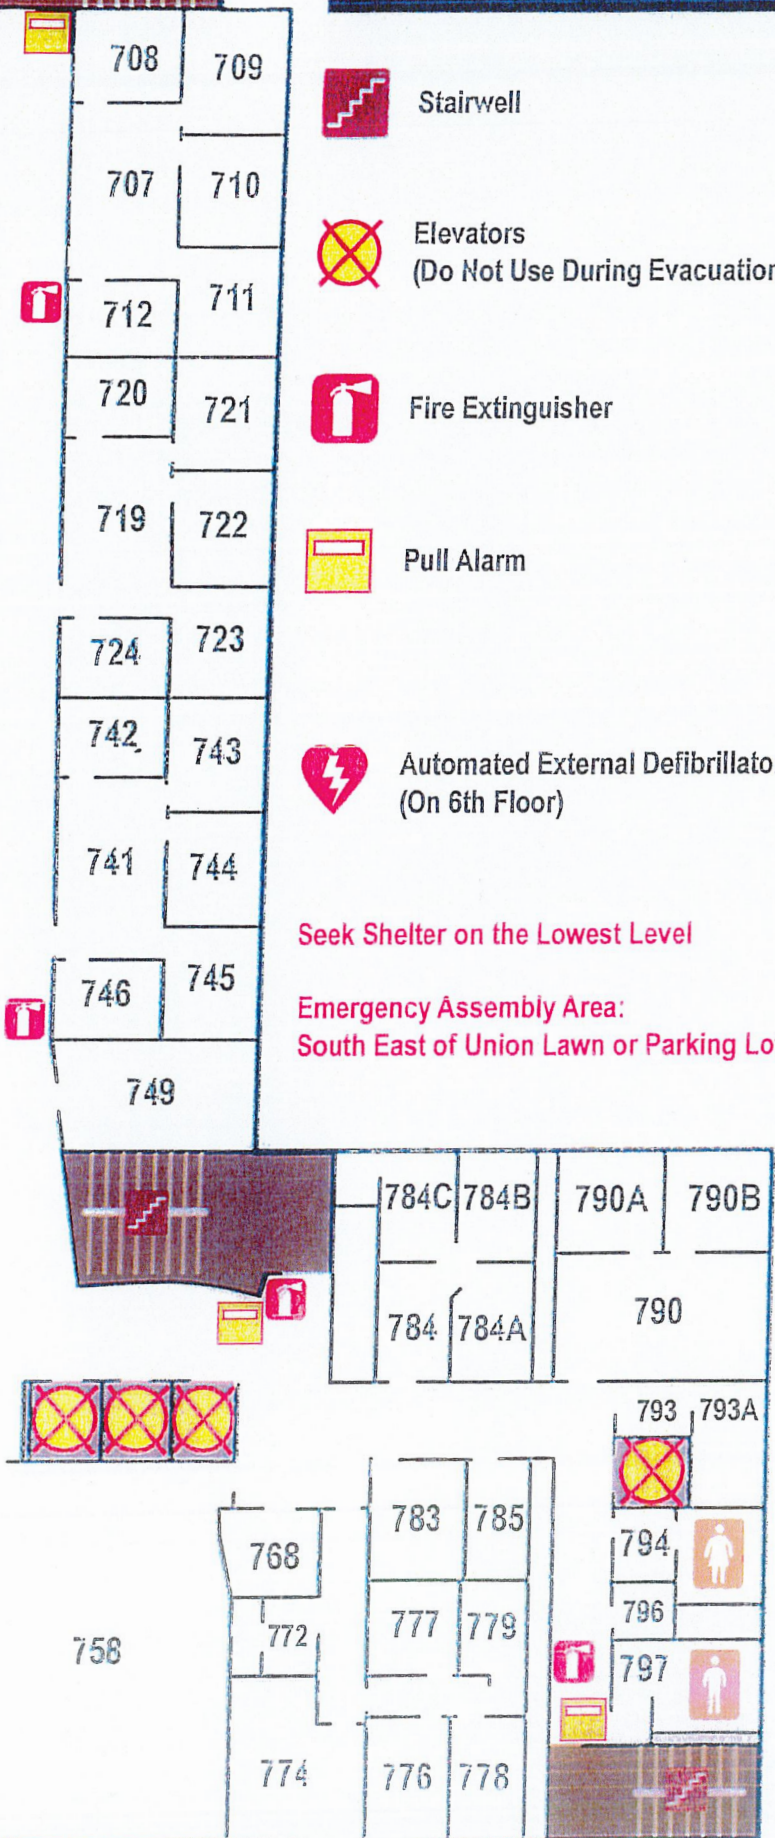 708
709
Stairwell
707
710
Elevators
(Do Not Use During Evacuation
711
712
720
721
Fire Extinguisher
719
722
Pull Alarm
723
724
742
743
Automated External Defibrillato
(On 6th Floor)
741
744
Seek Shelter on the Lowest Level
745
746
Emergency Assembly Area:
South East of Union Lawn or Parking Lo
749
784C
784B
790A
790B
784
784A
790
793
793A
783
785
768
794
777
779
796
772
758
797
774
776
778